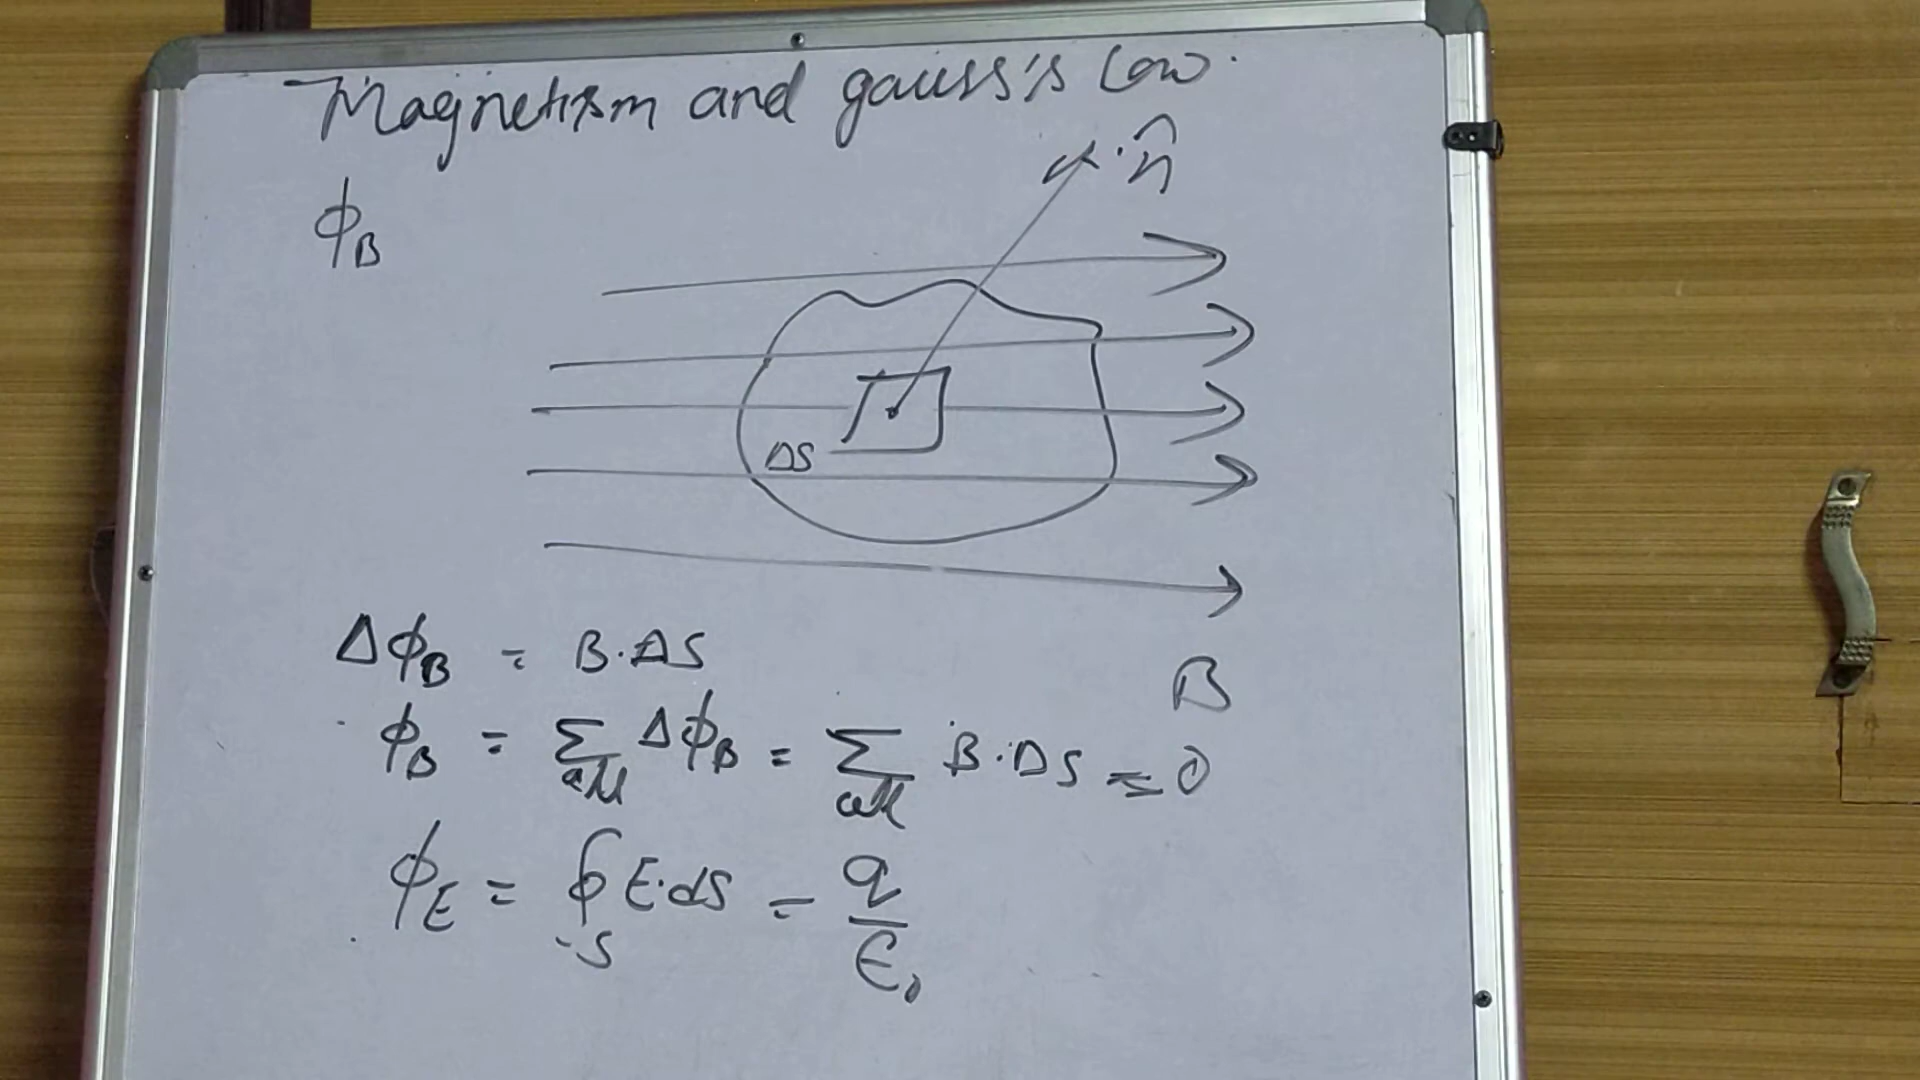 Magnetism and gauss's Law.
n̂
ϕB
ΔS
B
ΔϕB = B·ΔS
ϕB = Σall ΔϕB = Σall B·ΔS = 0
ϕE = ∮S E·dS = q/ε₀